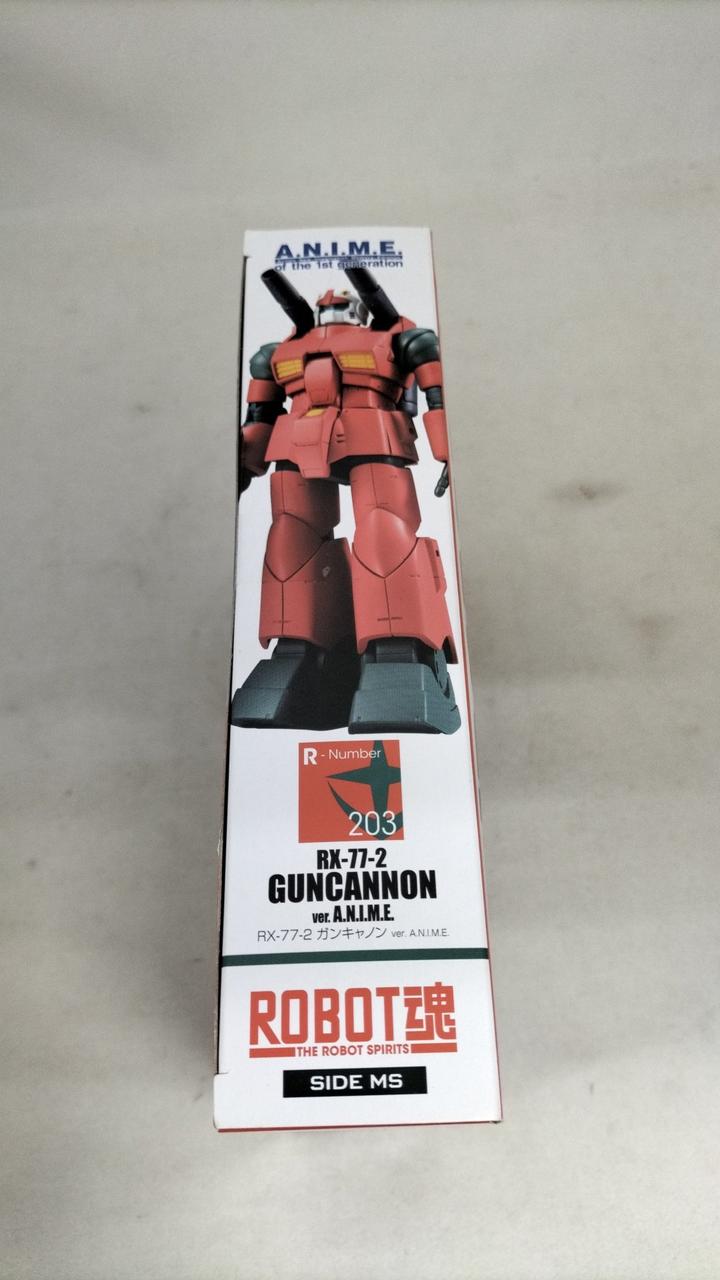 A.N.I.M.E.
of the 1st generation
R - Number
203
RX-77-2
GUNCANNON
ver. A.N.I.M.E.
RX-77-2 ガンキャノン ver. A.N.I.M.E.
ROBOT魂
THE ROBOT SPIRITS
SIDE MS